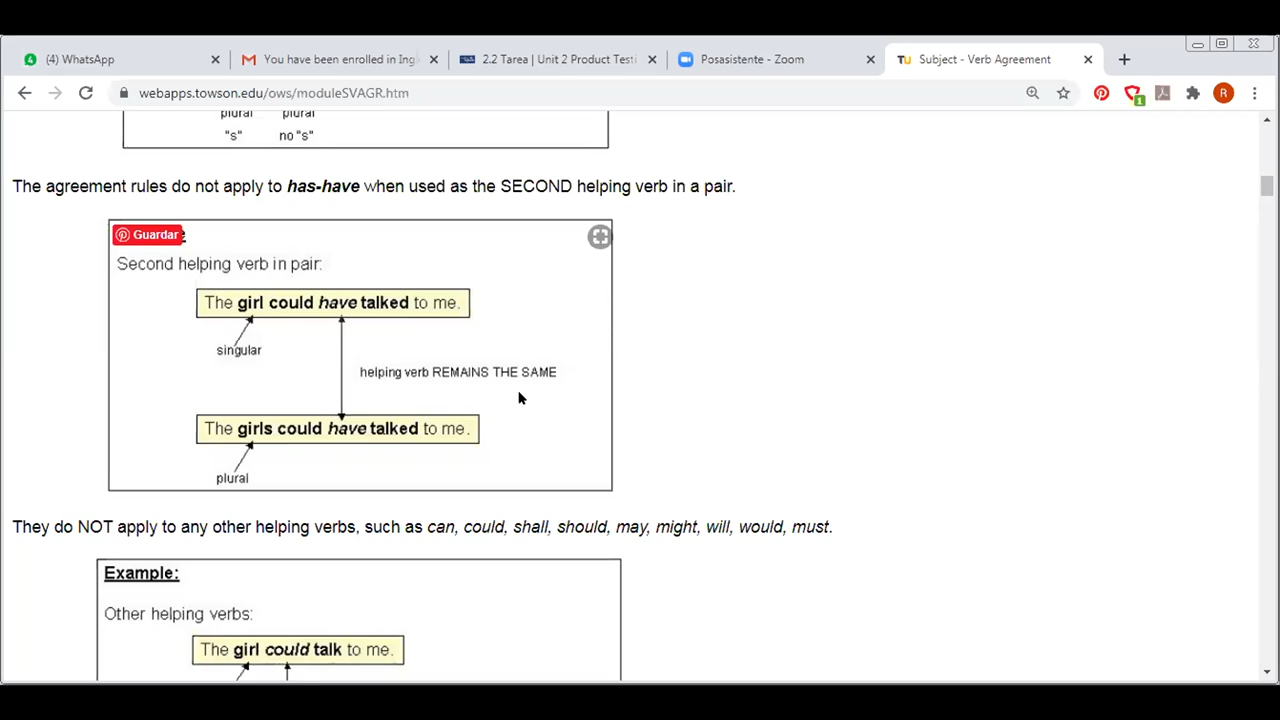 (4) WhatsApp
You have been enrolled in Ingl
2.2 Tarea | Unit 2 Product Testi
Posasistente - Zoom
TU Subject - Verb Agreement
webapps.towson.edu/ows/moduleSVAGR.htm
1
R
plural plural
"s" no "s"
The agreement rules do not apply to has-have when used as the SECOND helping verb in a pair.
Guardar
Second helping verb in pair:
The girl could have talked to me.
singular
helping verb REMAINS THE SAME
The girls could have talked to me.
plural
They do NOT apply to any other helping verbs, such as can, could, shall, should, may, might, will, would, must.
Example:
Other helping verbs:
The girl could talk to me.